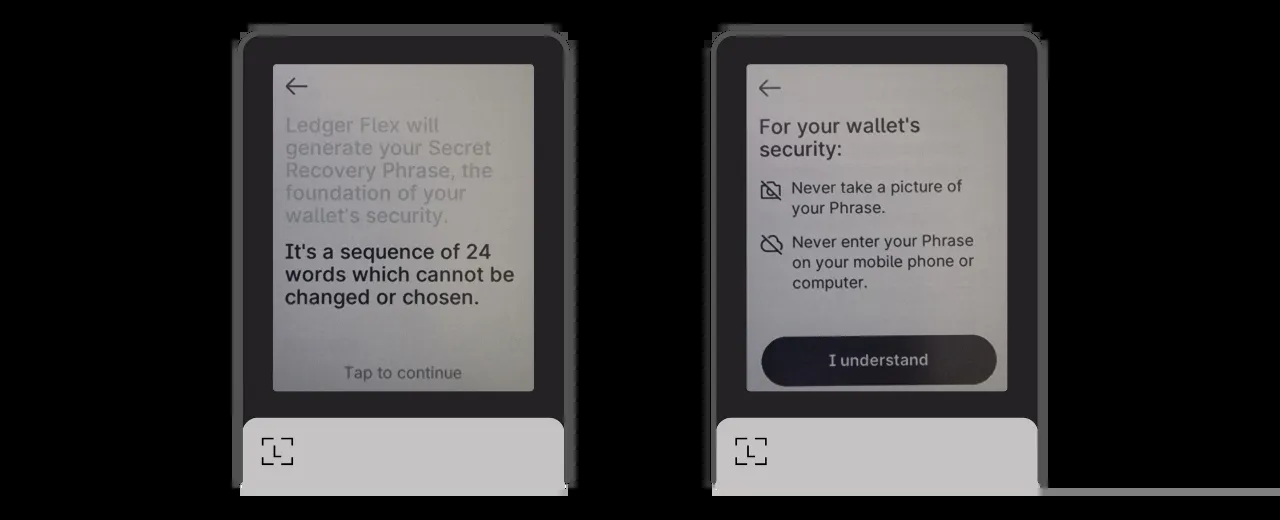 Ledger Flex will
generate your Secret
Recovery Phrase, the
foundation of your
wallet's security.
It's a sequence of 24
words which cannot be
changed or chosen.
Tap to continue
L
For your wallet's
security:
Never take a picture of
your Phrase.
Never enter your Phrase
on your mobile phone or
computer.
I understand
L